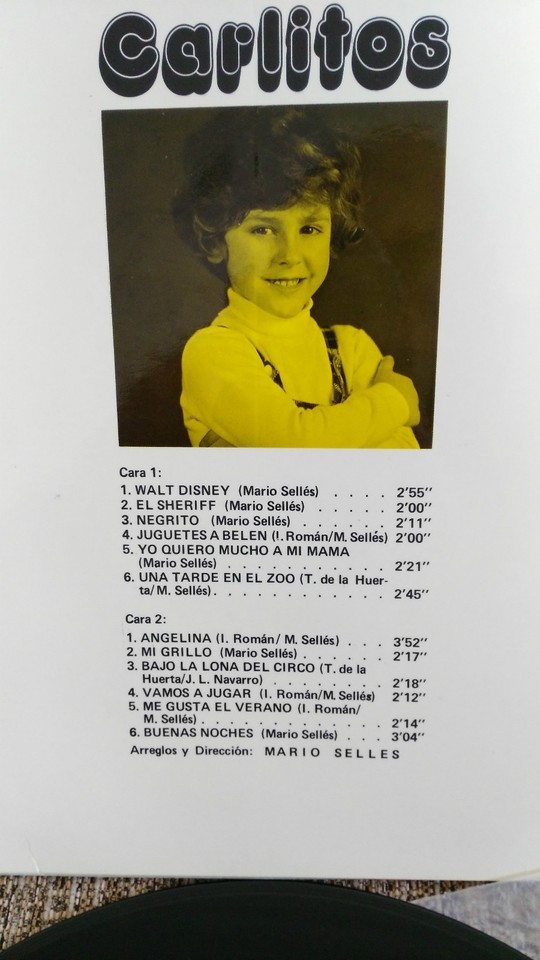 Carlitos
Cara 1:
1. WALT DISNEY (Mario Sellés) . . . . 2'55''
2. EL SHERIFF (Mario Sellés) . . . . . 2'00''
3. NEGRITO (Mario Sellés) . . . . . . 2'11''
4. JUGUETES A BELEN (I. Román/M. Sellés) 2'00''
5. YO QUIERO MUCHO A MI MAMA
(Mario Sellés) . . . . . . . . . . . . 2'21''
6. UNA TARDE EN EL ZOO (T. de la Huer-
ta/M. Sellés). . . . . . . . . . . . . 2'45''
Cara 2:
1. ANGELINA (I. Román/ M. Sellés) . . . 3'52''
2. MI GRILLO (Mario Sellés) . . . . . . 2'17''
3. BAJO LA LONA DEL CIRCO (T. de la
Huerta/J. L. Navarro) . . . . . . . . 2'18''
4. VAMOS A JUGAR (I. Román/M. Sellés) 2'12''
5. ME GUSTA EL VERANO (I. Román/
M. Sellés) . . . . . . . . . . . . . . 2'14''
6. BUENAS NOCHES (Mario Sellés) . . . 3'04''
Arreglos y Dirección: MARIO SELLES